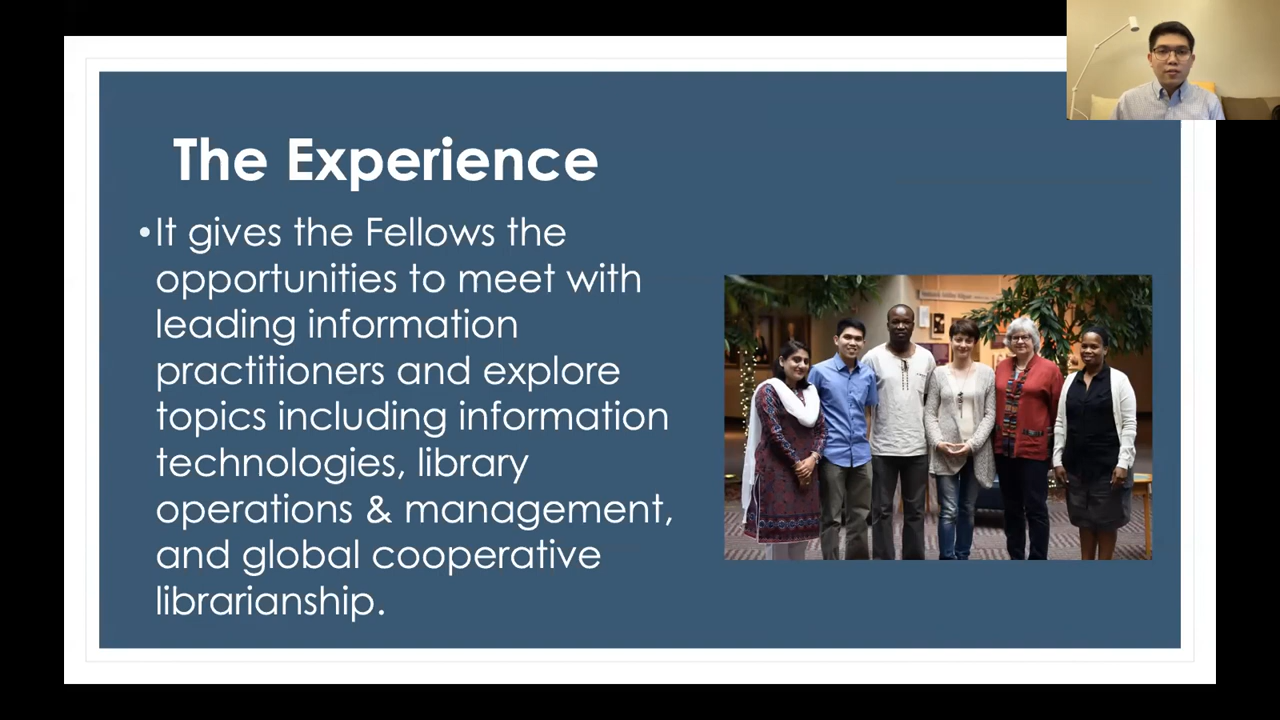 The Experience
•It gives the Fellows the
opportunities to meet with
leading information
practitioners and explore
topics including information
technologies, library
operations & management,
and global cooperative
librarianship.